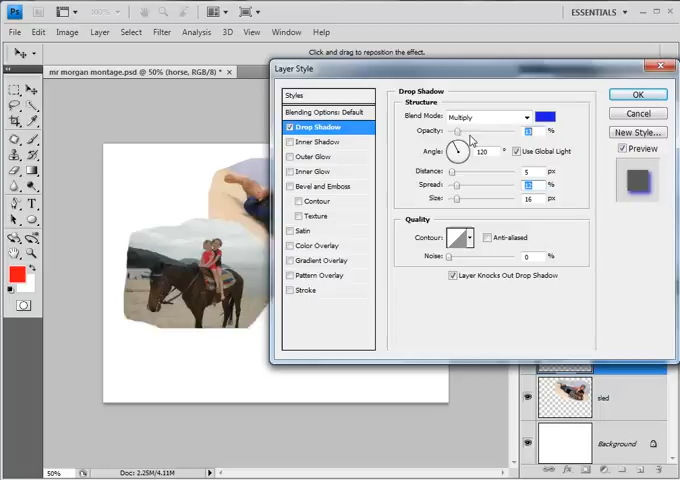 Ps 100% ESSENTIALS
File Edit Image Layer Select Filter Analysis 3D View Window Help
Click and drag to reposition the effect.
mr morgan montage.psd @ 50% (horse, RGB/8) * ×
Layer Style
Styles
Blending Options: Default
Drop Shadow
Inner Shadow
Outer Glow
Inner Glow
Bevel and Emboss
Contour
Texture
Satin
Color Overlay
Gradient Overlay
Pattern Overlay
Stroke
Drop Shadow
Structure
Blend Mode: Multiply
Opacity: %
Angle: 120 ° Use Global Light
Distance: 5 px
Spread: 12 %
Size: 16 px
Quality
Contour: Anti-aliased
Noise: 0 %
Layer Knocks Out Drop Shadow
OK
Cancel
New Style...
Preview
sled
Background
50% Doc: 2.25M/4.11M